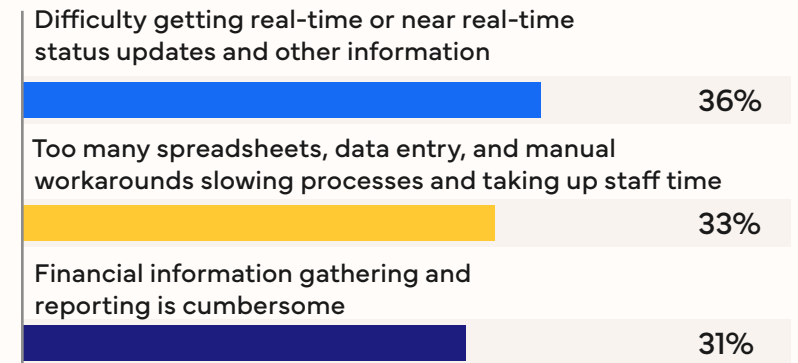 Difficulty getting real-time or near real-time
status updates and other information
36%
Too many spreadsheets, data entry, and manual
workarounds slowing processes and taking up staff time
33%
Financial information gathering and
reporting is cumbersome
31%